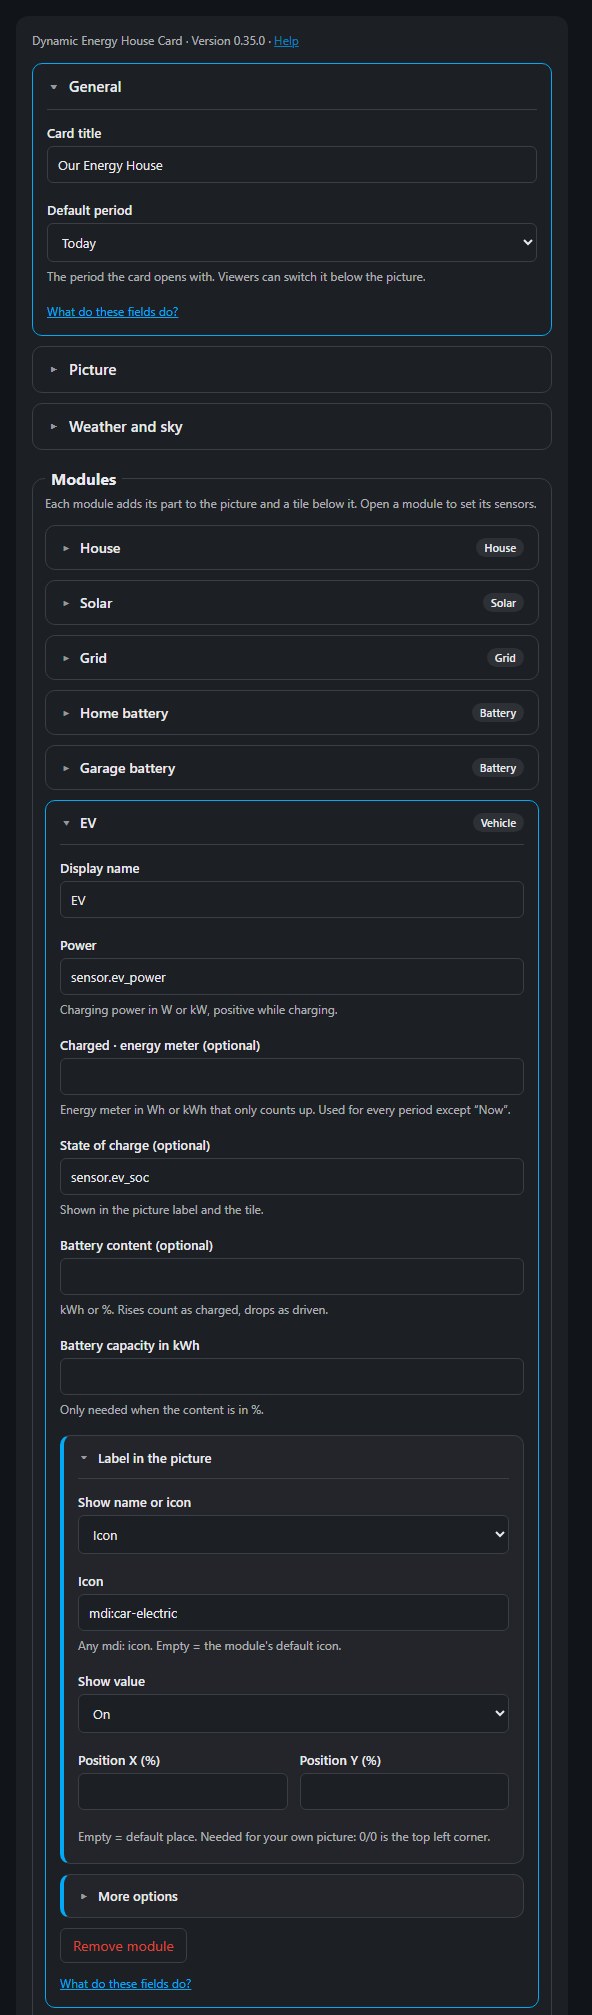 Dynamic Energy House Card · Version 0.35.0 · Help
General
Card title
Our Energy House
Default period
Today
The period the card opens with. Viewers can switch it below the picture.
What do these fields do?
Picture
Weather and sky
Modules
Each module adds its part to the picture and a tile below it. Open a module to set its sensors.
House House
Solar Solar
Grid Grid
Home battery Battery
Garage battery Battery
EV Vehicle
Display name
EV
Power
sensor.ev_power
Charging power in W or kW, positive while charging.
Charged · energy meter (optional)
Energy meter in Wh or kWh that only counts up. Used for every period except “Now”.
State of charge (optional)
sensor.ev_soc
Shown in the picture label and the tile.
Battery content (optional)
kWh or %. Rises count as charged, drops as driven.
Battery capacity in kWh
Only needed when the content is in %.
Label in the picture
Show name or icon
Icon
Icon
mdi:car-electric
Any mdi: icon. Empty = the module's default icon.
Show value
On
Position X (%) Position Y (%)
Empty = default place. Needed for your own picture: 0/0 is the top left corner.
More options
Remove module
What do these fields do?